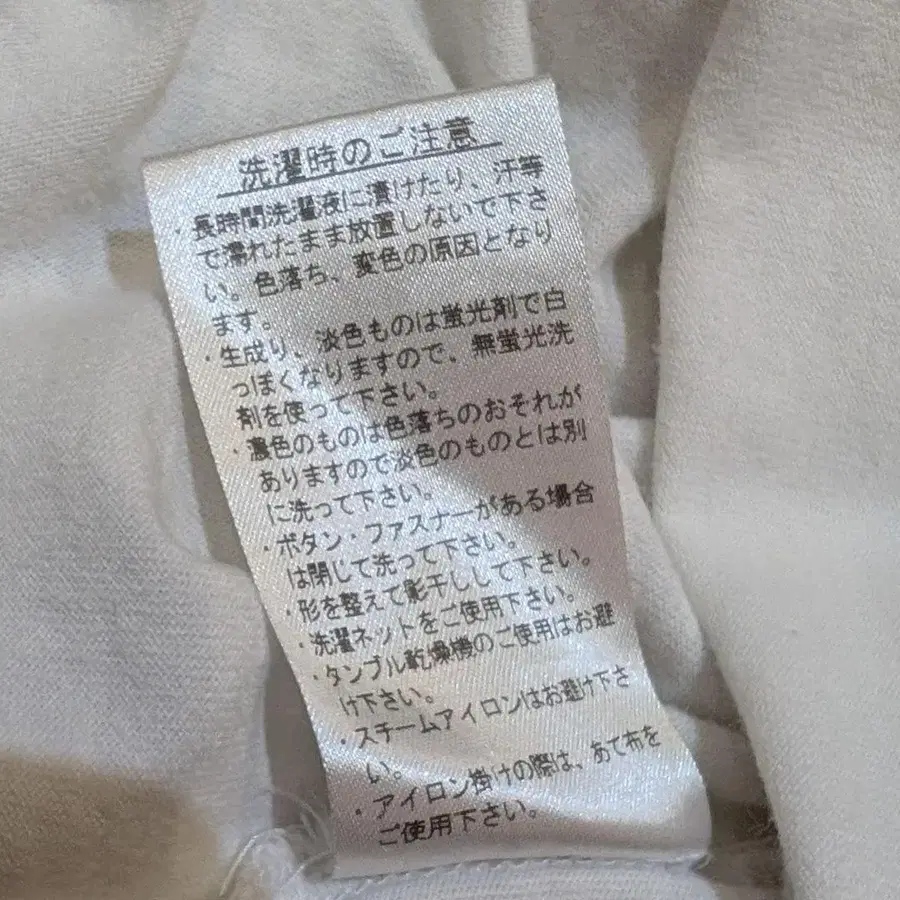 洗濯時のご注意
・長時間洗濯液に漬けたり、汗等
で濡れたまま放置しないで下さ
い。色落ち、変色の原因となり
ます。
・生成り、淡色ものは蛍光剤で白
っぽくなりますので、無蛍光洗
剤を使って下さい。
・濃色のものは色落ちのおそれが
ありますので淡色のものとは別
に洗って下さい。
・ボタン・ファスナーがある場合
は閉じて洗って下さい。
・形を整えて影干しして下さい。
・洗濯ネットをご使用下さい。
・タンブル乾燥機のご使用はお避
け下さい。
・スチームアイロンはお避け下さ
い。
・アイロン掛けの際は、あて布を
ご使用下さい。